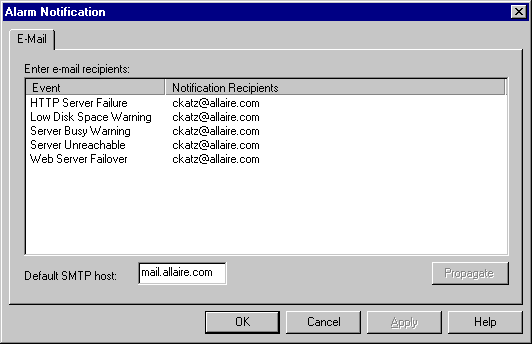 Alarm Notification
E-Mail
Enter e-mail recipients:
Event Notification Recipients
HTTP Server Failure ckatz@allaire.com
Low Disk Space Warning ckatz@allaire.com
Server Busy Warning ckatz@allaire.com
Server Unreachable ckatz@allaire.com
Web Server Failover ckatz@allaire.com
Default SMTP host: mail.allaire.com Propagate
OK Cancel Apply Help